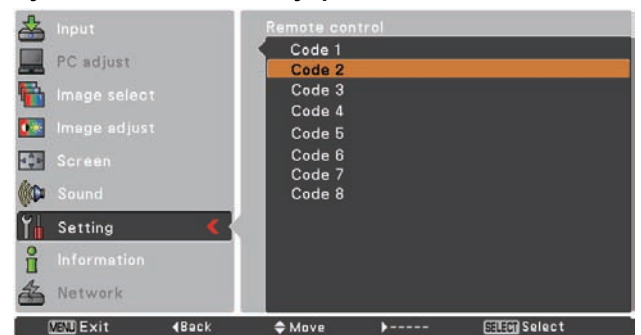 Input
PC adjust
Image select
Image adjust
Screen
Sound
Setting
Information
Network
Remote control
Code 1
Code 2
Code 3
Code 4
Code 5
Code 6
Code 7
Code 8
MENU Exit ◀Back ◆Move ▶----- SELECT Select